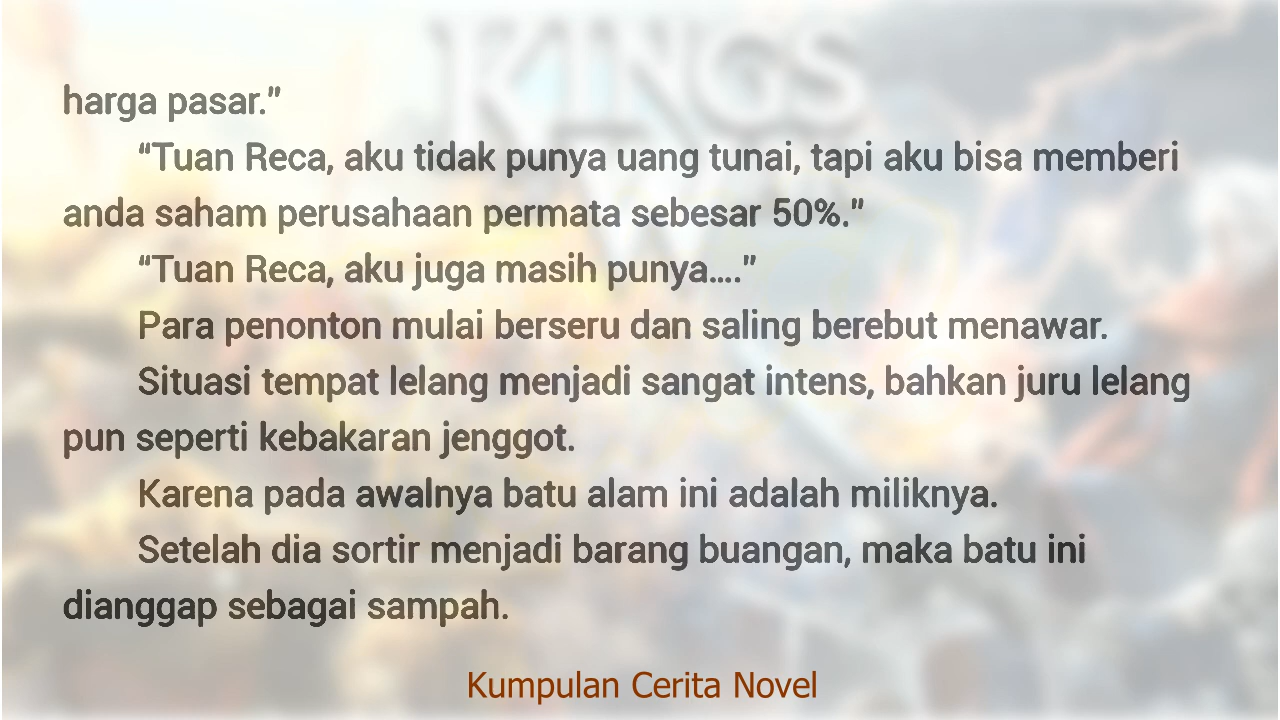 KINGS
harga pasar.”
“Tuan Reca, aku tidak punya uang tunai, tapi aku bisa memberi
anda saham perusahaan permata sebesar 50%.”
“Tuan Reca, aku juga masih punya....”
Para penonton mulai berseru dan saling berebut menawar.
Situasi tempat lelang menjadi sangat intens, bahkan juru lelang
pun seperti kebakaran jenggot.
Karena pada awalnya batu alam ini adalah miliknya.
Setelah dia sortir menjadi barang buangan, maka batu ini
dianggap sebagai sampah.
Kumpulan Cerita Novel